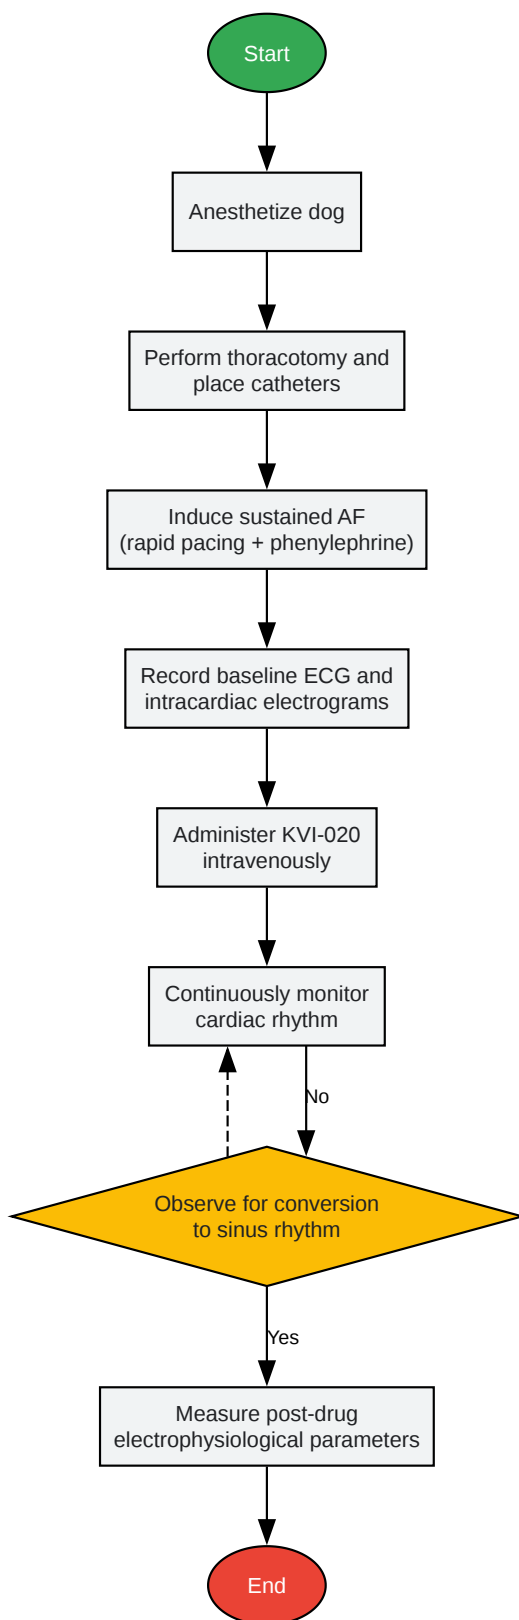 Start
Anesthetize dog
Perform thoracotomy and
place catheters
Induce sustained AF
(rapid pacing + phenylephrine)
Record baseline ECG and
intracardiac electrograms
Administer KVI-020
intravenously
Continuously monitor
cardiac rhythm
No
Observe for conversion
to sinus rhythm
Yes
Measure post-drug
electrophysiological parameters
End